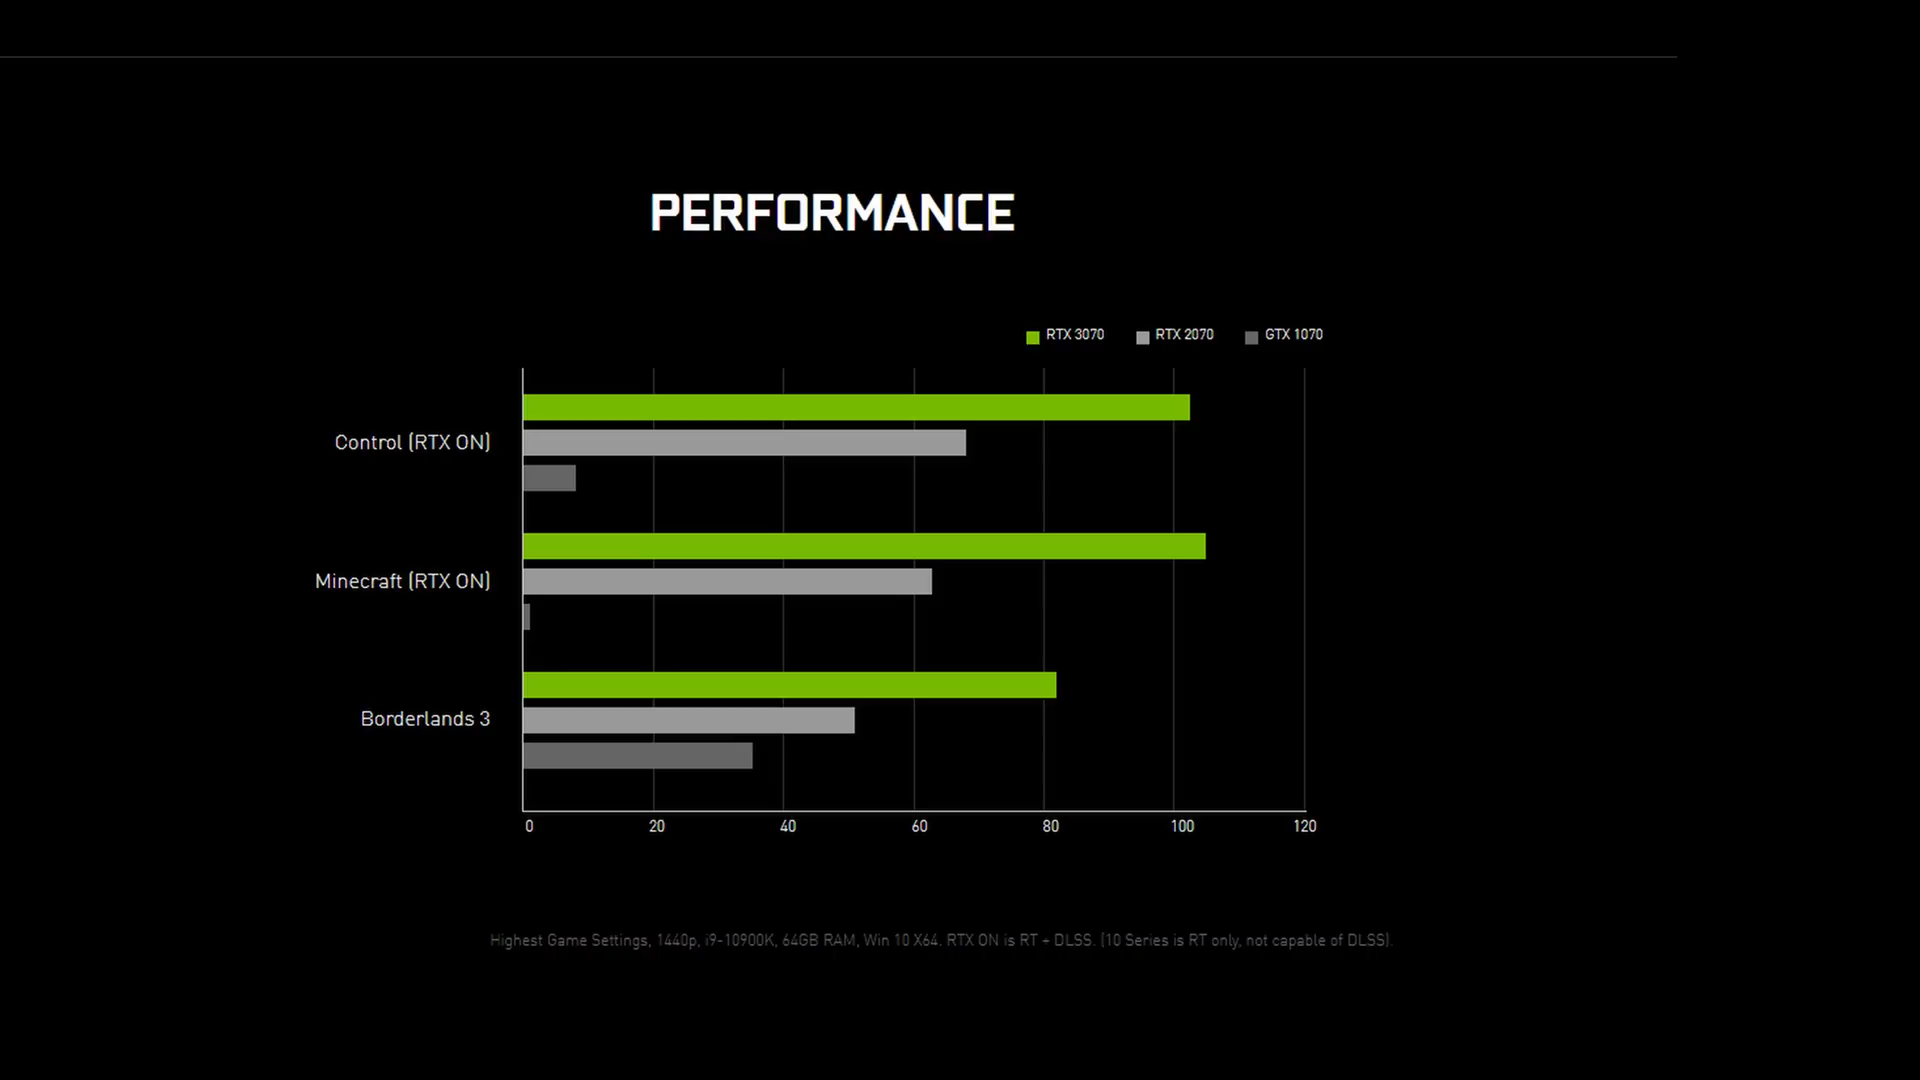 PERFORMANCE
RTX 3070 RTX 2070 GTX 1070
Control (RTX ON)
Minecraft (RTX ON)
Borderlands 3
0 20 40 60 80 100 120
Highest Game Settings, 1440p, i9-10900K, 64GB RAM, Win 10 X64. RTX ON is RT + DLSS. (10 Series is RT only, not capable of DLSS).